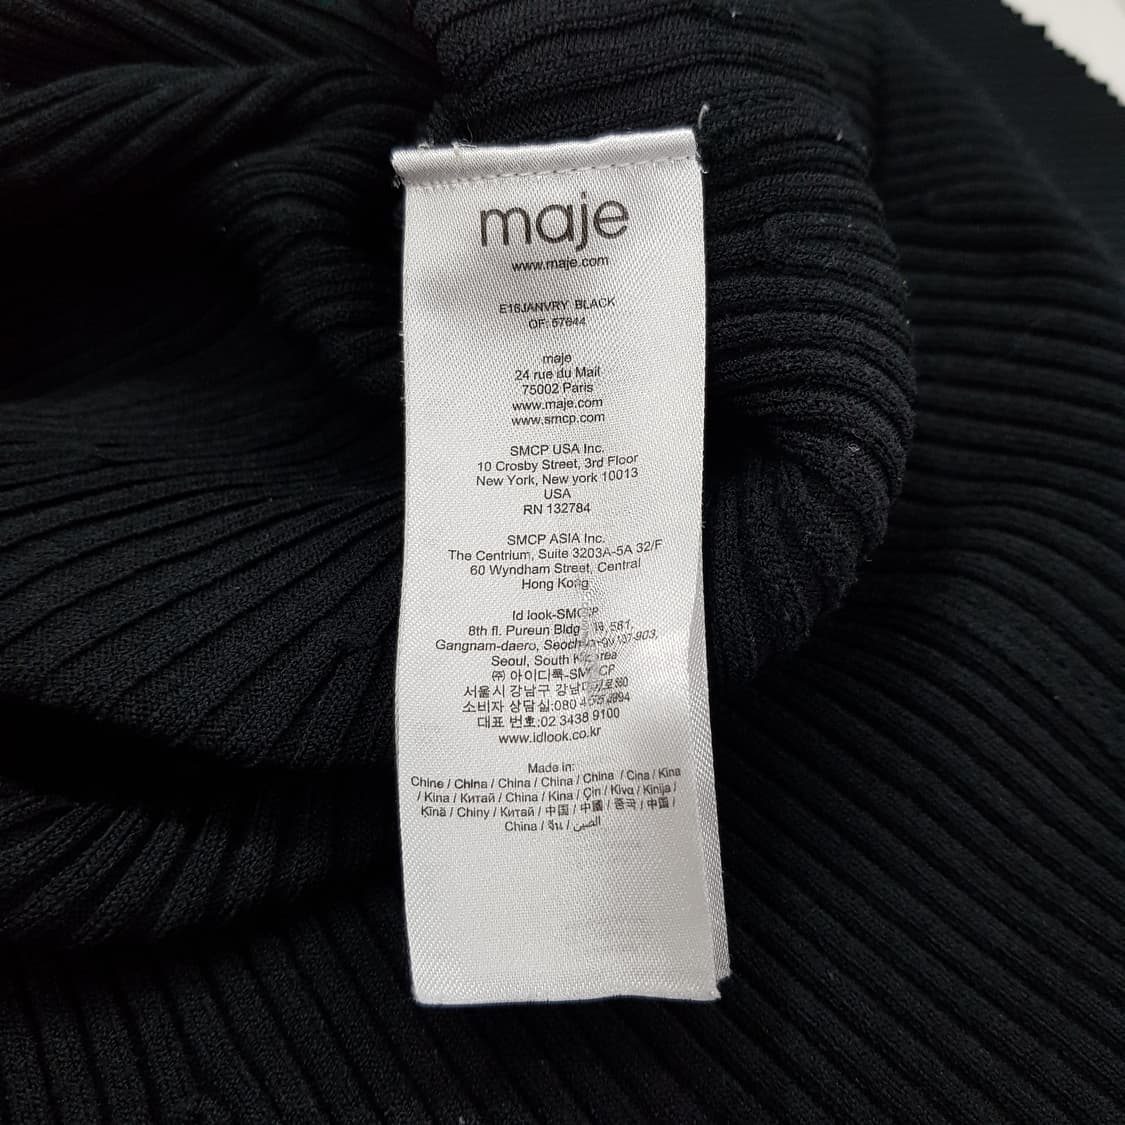 maje
www.maje.com
E16JANVRY BLACK
OF: 57644
maje
24 rue du Mail
75002 Paris
www.maje.com
www.smcp.com
SMCP USA Inc.
10 Crosby Street, 3rd Floor
New York, New york 10013
USA
RN 132784
SMCP ASIA Inc.
The Centrium, Suite 3203A-5A 32/F
60 Wyndham Street, Central
Hong Kong
Id look-SMCP
8th fl. Pureun Bldg 581,
Gangnam-daero,
Seoul, South Korea
㈜ 아이디룩-SMCP
서울시 강남구
소비자 상담실:080
대표 번호:02 3438 9100
www.idlook.co.kr
Made in:
Chine / China / China / China / China / Cina / Kina
/ Kina / Китай / China / Kina / Çin / Kīna / Kinija /
Ķīnā / Chiny / Китай / 中国 / 中國 / 중국 / 中国 /
China / จีน / الصين